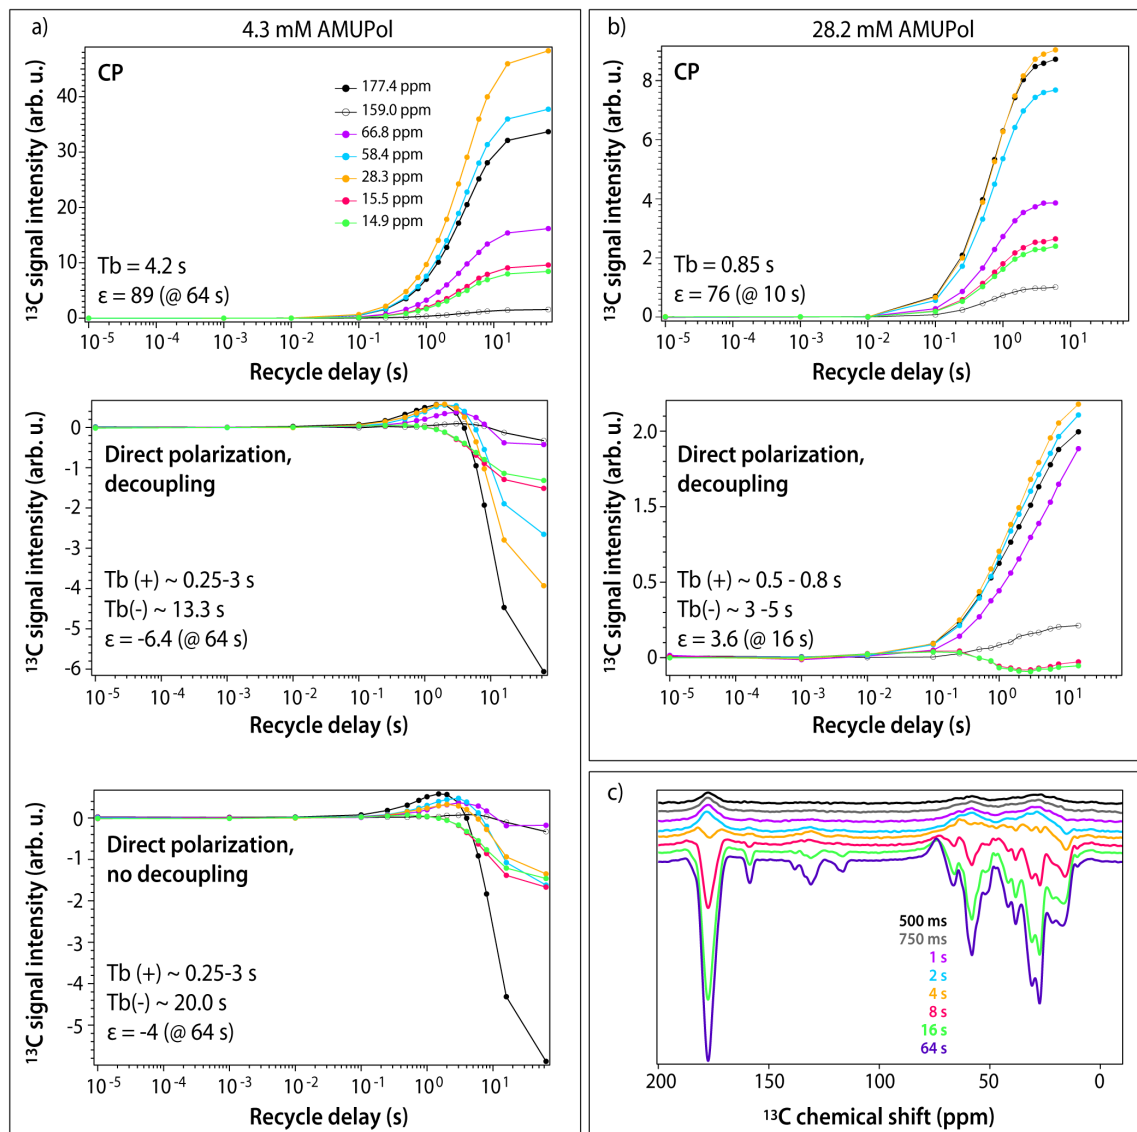 a)
4.3 mM AMUPol
CP
177.4 ppm
159.0 ppm
66.8 ppm
58.4 ppm
28.3 ppm
15.5 ppm
14.9 ppm
Tb = 4.2 s
ε = 89 (@ 64 s)
¹³C signal intensity (arb. u.)
40
30
20
10
0
10⁻⁵ 10⁻⁴ 10⁻³ 10⁻² 10⁻¹ 10⁰ 10¹
Recycle delay (s)
Direct polarization,
decoupling
Tb (+) ~ 0.25-3 s
Tb(-) ~ 13.3 s
ε = -6.4 (@ 64 s)
¹³C signal intensity (arb. u.)
0
-1
-2
-3
-4
-5
-6
10⁻⁵ 10⁻⁴ 10⁻³ 10⁻² 10⁻¹ 10⁰ 10¹
Recycle delay (s)
Direct polarization,
no decoupling
Tb (+) ~ 0.25-3 s
Tb(-) ~ 20.0 s
ε = -4 (@ 64 s)
¹³C signal intensity (arb. u.)
0
-1
-2
-3
-4
-5
10⁻⁵ 10⁻⁴ 10⁻³ 10⁻² 10⁻¹ 10⁰ 10¹
Recycle delay (s)
b)
28.2 mM AMUPol
CP
Tb = 0.85 s
ε = 76 (@ 10 s)
¹³C signal intensity (arb. u.)
8
6
4
2
0
10⁻⁵ 10⁻⁴ 10⁻³ 10⁻² 10⁻¹ 10⁰ 10¹
Recycle delay (s)
Direct polarization,
decoupling
Tb (+) ~ 0.5 - 0.8 s
Tb(-) ~ 3 -5 s
ε = 3.6 (@ 16 s)
¹³C signal intensity (arb. u.)
2.0
1.5
0.5
0
10⁻⁵ 10⁻⁴ 10⁻³ 10⁻² 10⁻¹ 10⁰ 10¹
Recycle delay (s)
c)
500 ms
750 ms
1 s
2 s
4 s
8 s
16 s
64 s
200 150 100 50 0
¹³C chemical shift (ppm)